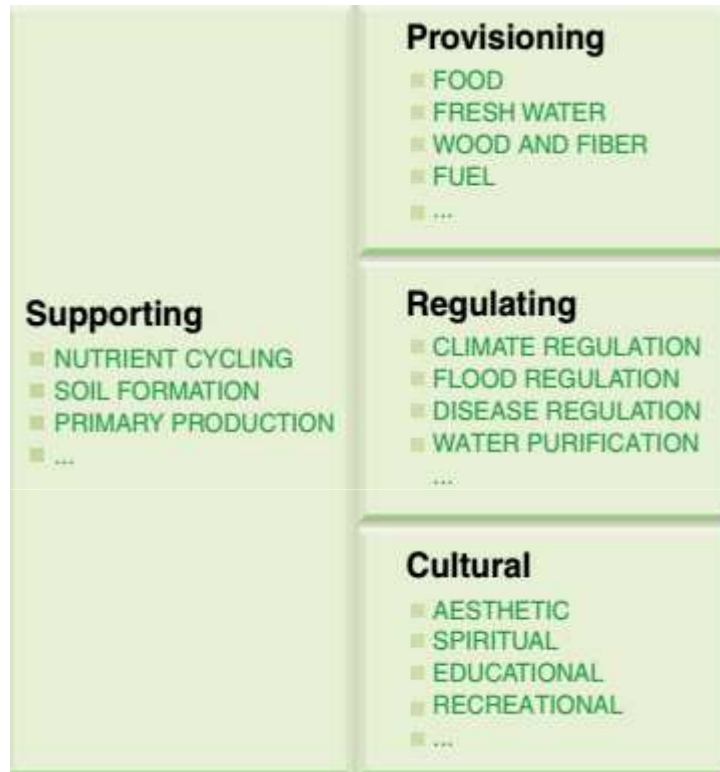 Supporting
NUTRIENT CYCLING
SOIL FORMATION
PRIMARY PRODUCTION
...
Provisioning
FOOD
FRESH WATER
WOOD AND FIBER
FUEL
...
Regulating
CLIMATE REGULATION
FLOOD REGULATION
DISEASE REGULATION
WATER PURIFICATION
...
Cultural
AESTHETIC
SPIRITUAL
EDUCATIONAL
RECREATIONAL
...